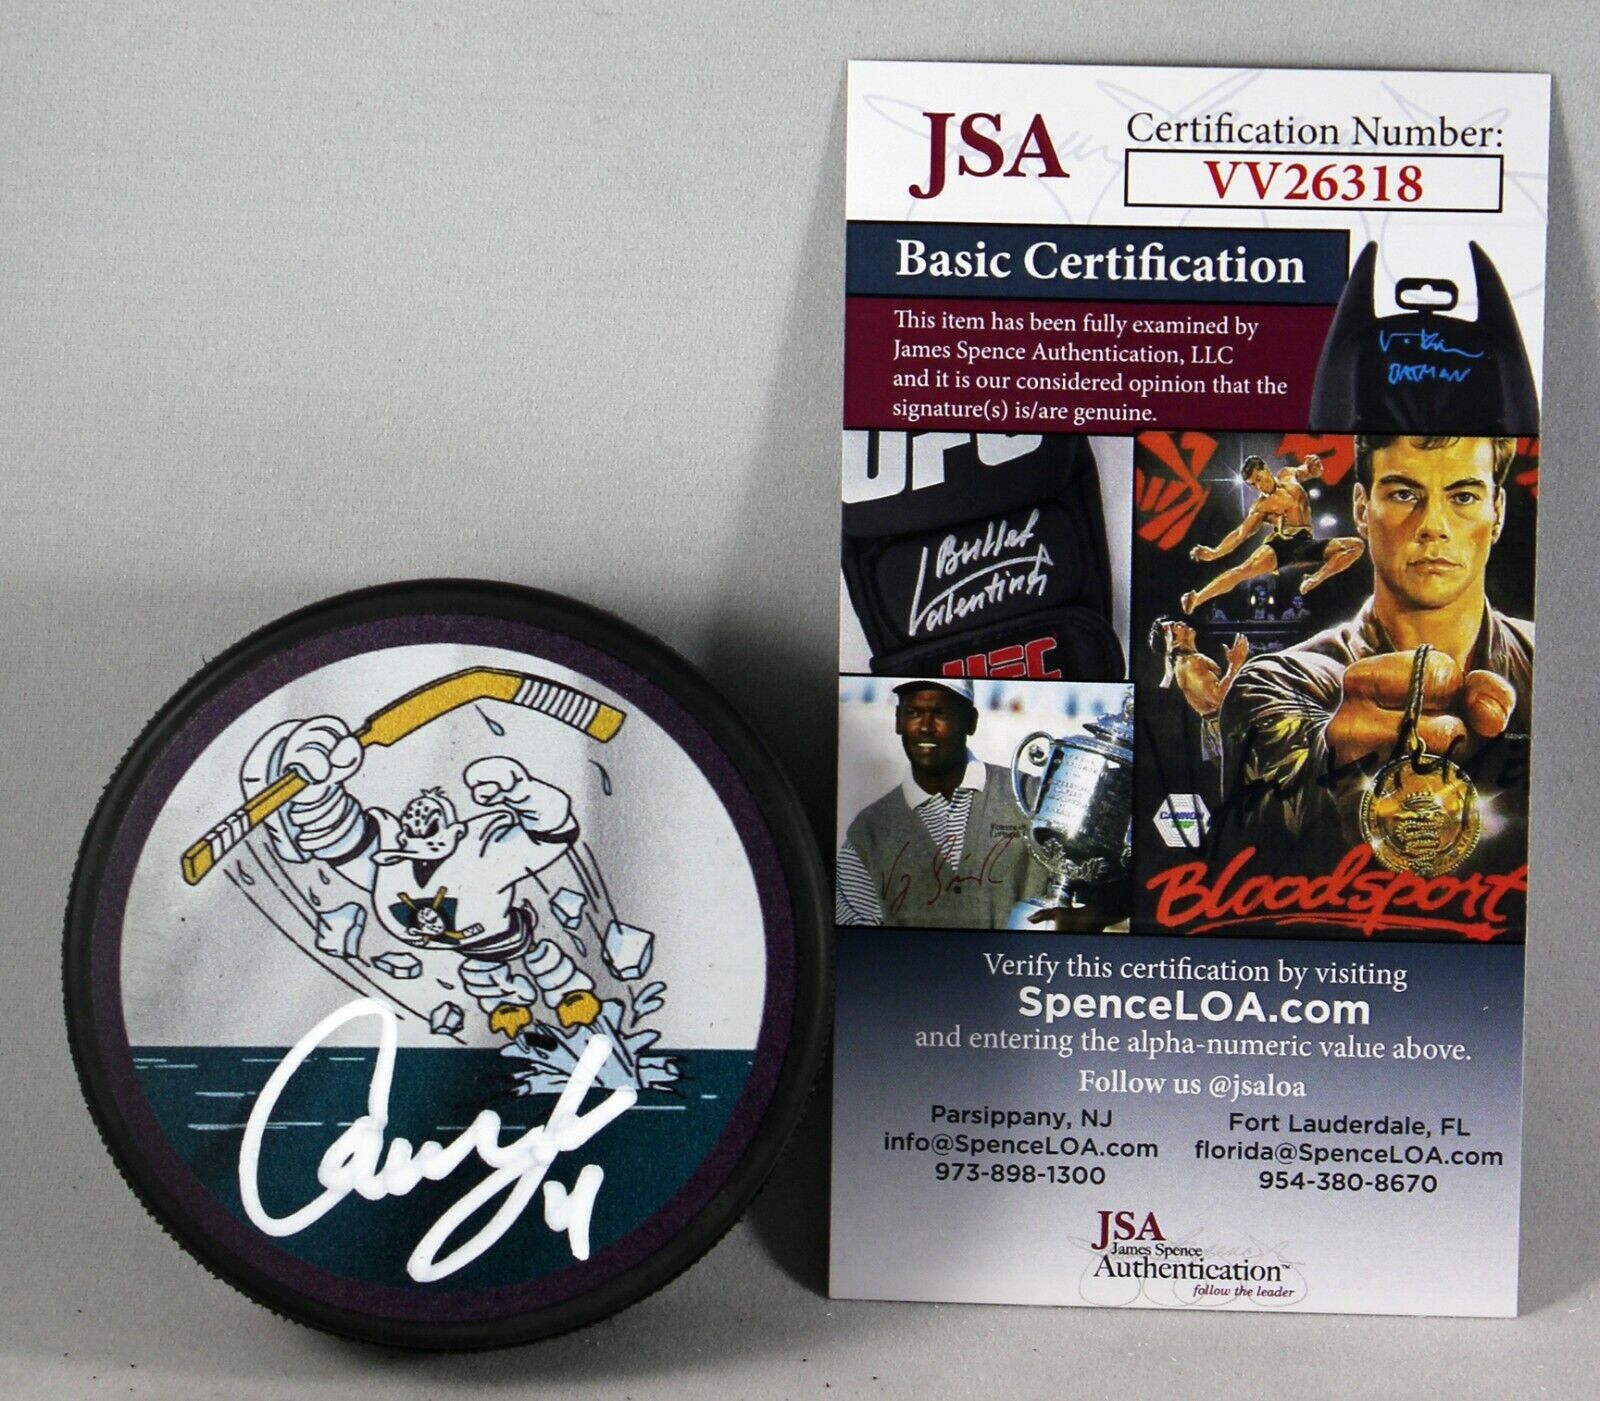 JSA
Certification Number:
VV26318
Basic Certification
This item has been fully examined by
James Spence Authentication, LLC
and it is our considered opinion that the
signature(s) is/are genuine.
BATMAN
UFC
Bullet
Valentina
UFC
CANNON
Bloodsport
Verify this certification by visiting
SpenceLOA.com
and entering the alpha-numeric value above.
Follow us @jsaloa
Parsippany, NJ
info@SpenceLOA.com
973-898-1300
Fort Lauderdale, FL
florida@SpenceLOA.com
954-380-8670
JSA
James Spence
Authentication™
follow the leader